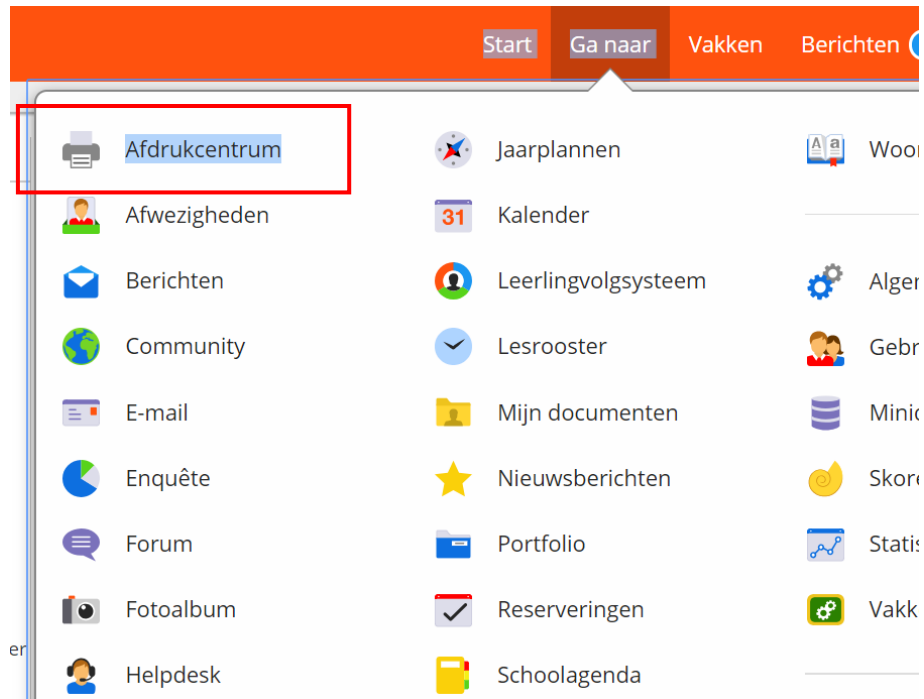 Start Ga naar Vakken Berichten
Afdrukcentrum
Afwezigheden
Berichten
Community
E-mail
Enquête
Forum
Fotoalbum
Helpdesk
Jaarplannen
31
Kalender
Leerlingvolgsysteem
Lesrooster
Mijn documenten
Nieuwsberichten
Portfolio
Reserveringen
Schoolagenda
A a